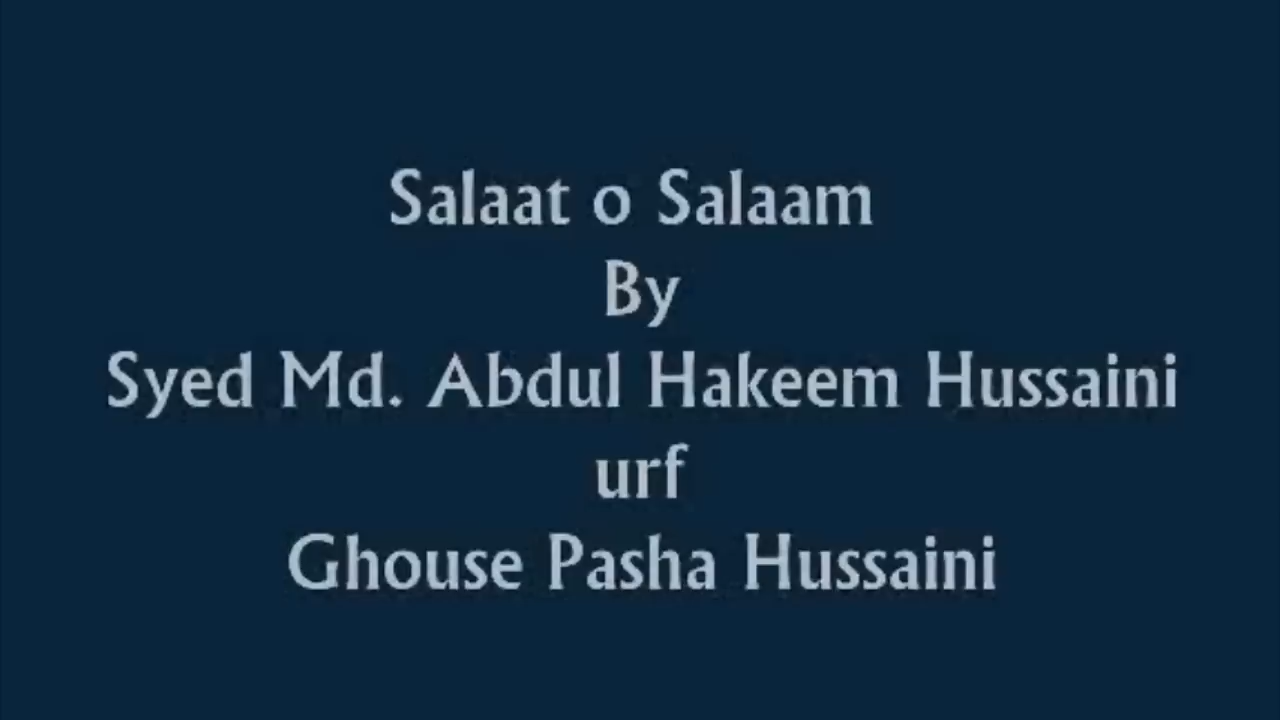 Salaat o Salaam
By
Syed Md. Abdul Hakeem Hussaini
urf
Ghouse Pasha Hussaini